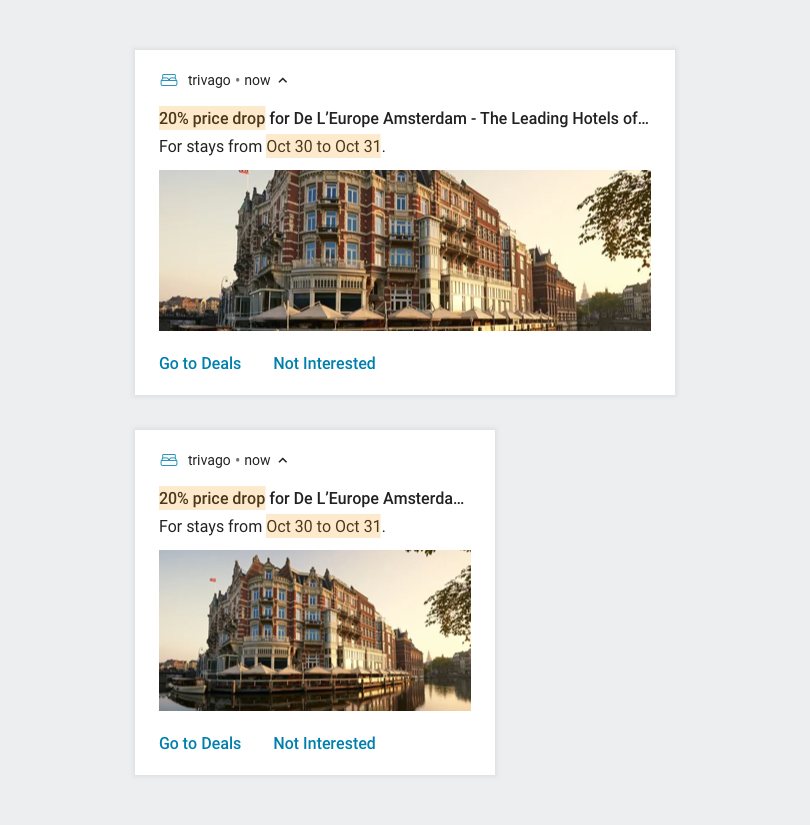 trivago • now
20% price drop for De L’Europe Amsterdam - The Leading Hotels of…
For stays from Oct 30 to Oct 31.
Go to Deals Not Interested
trivago • now
20% price drop for De L’Europe Amsterda…
For stays from Oct 30 to Oct 31.
Go to Deals Not Interested